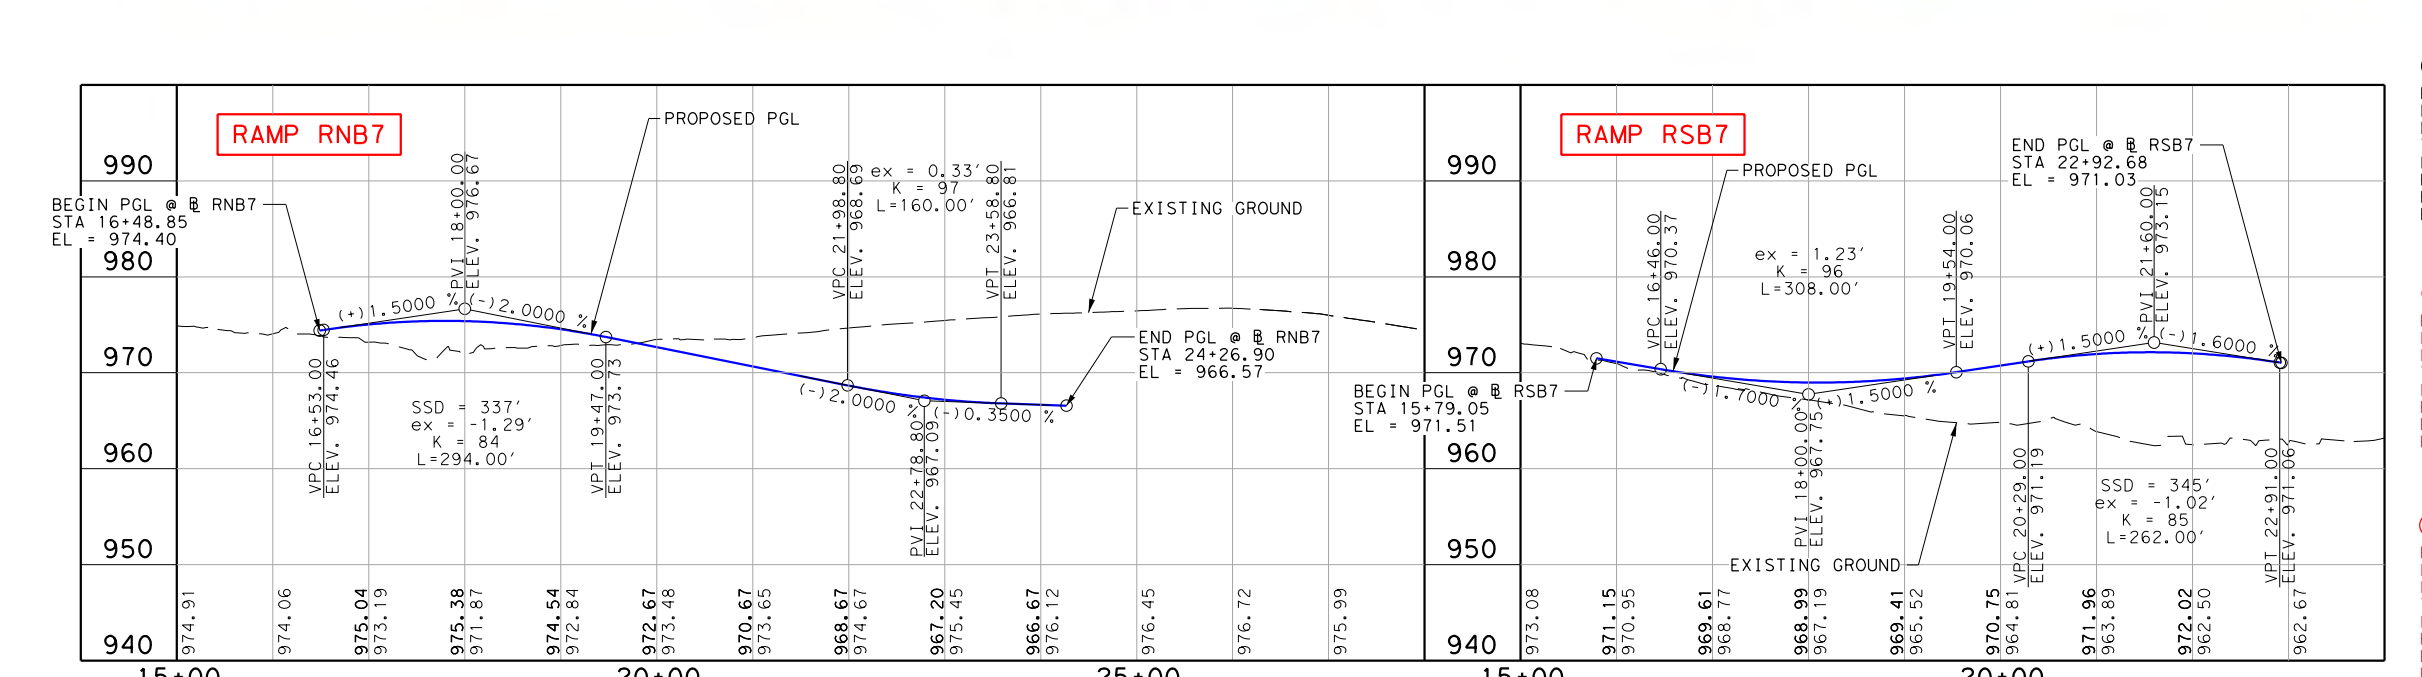 RAMP RNB7
PROPOSED PGL
990
980
970
960
950
940
BEGIN PGL @ ℄ RNB7
STA 16+48.85
EL = 974.40
PVI 18+00.00
ELEV. 976.67
(+)1.5000 %
(-)2.0000 %
VPC 16+53.00
ELEV. 974.46
SSD = 337'
ex = -1.29'
K = 84
L=294.00'
VPT 19+47.00
ELEV. 973.73
VPC 21+98.80
ELEV. 968.69
ex = 0.33'
K = 97
L=160.00'
VPT 23+58.80
ELEV. 966.81
EXISTING GROUND
(-)2.0000 %
(-)0.3500 %
PVI 22+78.80
ELEV. 967.09
END PGL @ ℄ RNB7
STA 24+26.90
EL = 966.57
974.91
974.06
975.04
973.19
975.38
971.87
974.54
972.84
972.67
973.48
970.67
973.65
968.67
974.67
967.20
975.45
966.67
976.12
976.45
976.72
975.99
15+00
20+00
25+00
RAMP RSB7
PROPOSED PGL
990
980
970
960
950
940
BEGIN PGL @ ℄ RSB7
STA 15+79.05
EL = 971.51
VPC 16+46.00
ELEV. 970.37
ex = 1.23'
K = 96
L=308.00'
VPT 19+54.00
ELEV. 970.06
(-)1.7000 %
(+)1.5000 %
PVI 18+00.00
ELEV. 967.75
EXISTING GROUND
END PGL @ ℄ RSB7
STA 22+92.68
EL = 971.03
PVI 21+60.00
ELEV. 973.15
(+)1.5000 %
(-)1.6000 %
VPC 20+29.00
ELEV. 971.19
SSD = 345'
ex = -1.02'
K = 85
L=262.00'
VPT 22+91.00
ELEV. 971.06
973.08
971.15
970.95
969.61
968.77
968.99
967.19
969.41
965.52
970.75
964.81
971.96
963.89
972.02
962.50
962.67
15+00
20+00